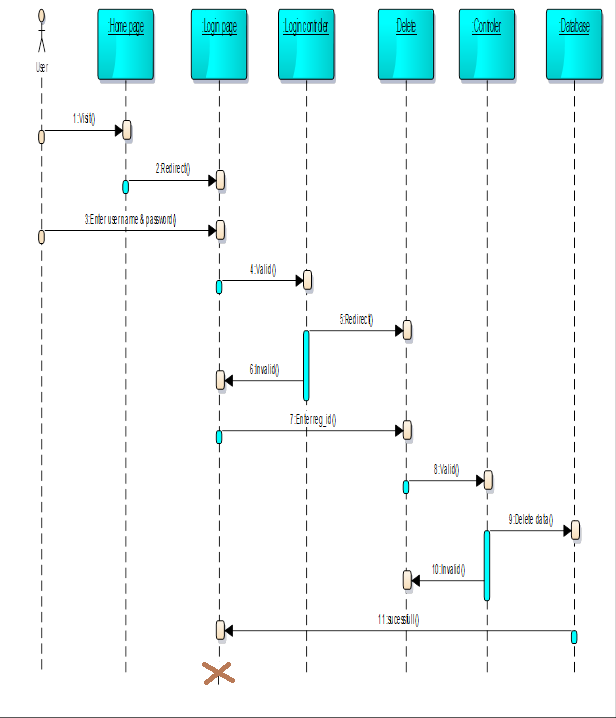 :Home page
:Login page
:Login controler
:Delete
:Controler
:Database
User
1:Visit()
2:Redirect()
3:Enter username & password()
4:Valid()
5:Redirect()
6:Invalid()
7:Enter reg_id()
8:Valid()
9:Delete data()
10:Invalid()
11:sucessfull()